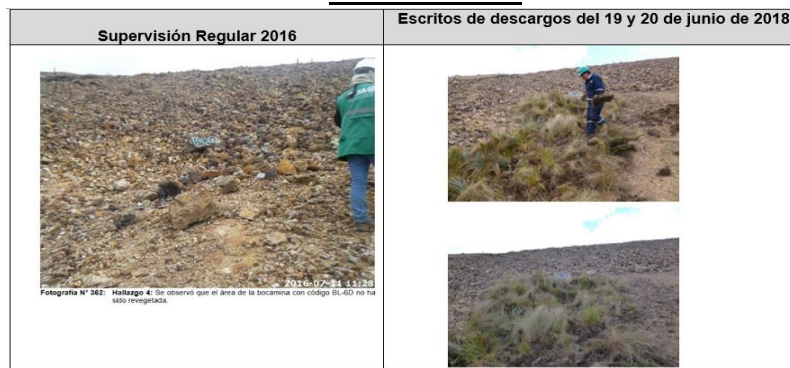 Supervisión Regular 2016
Escritos de descargos del 19 y 20 de junio de 2018
2016-07-11 11:28
Fotografía N° 362: Hallazgo 4: Se observó que el área de la bocamina con código BL-6D no ha
sido revegetada.